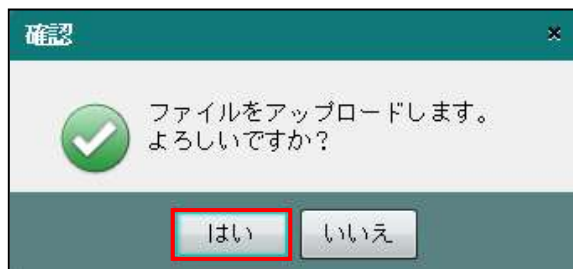 確認
ファイルをアップロードします。
よろしいですか？
はい
いいえ